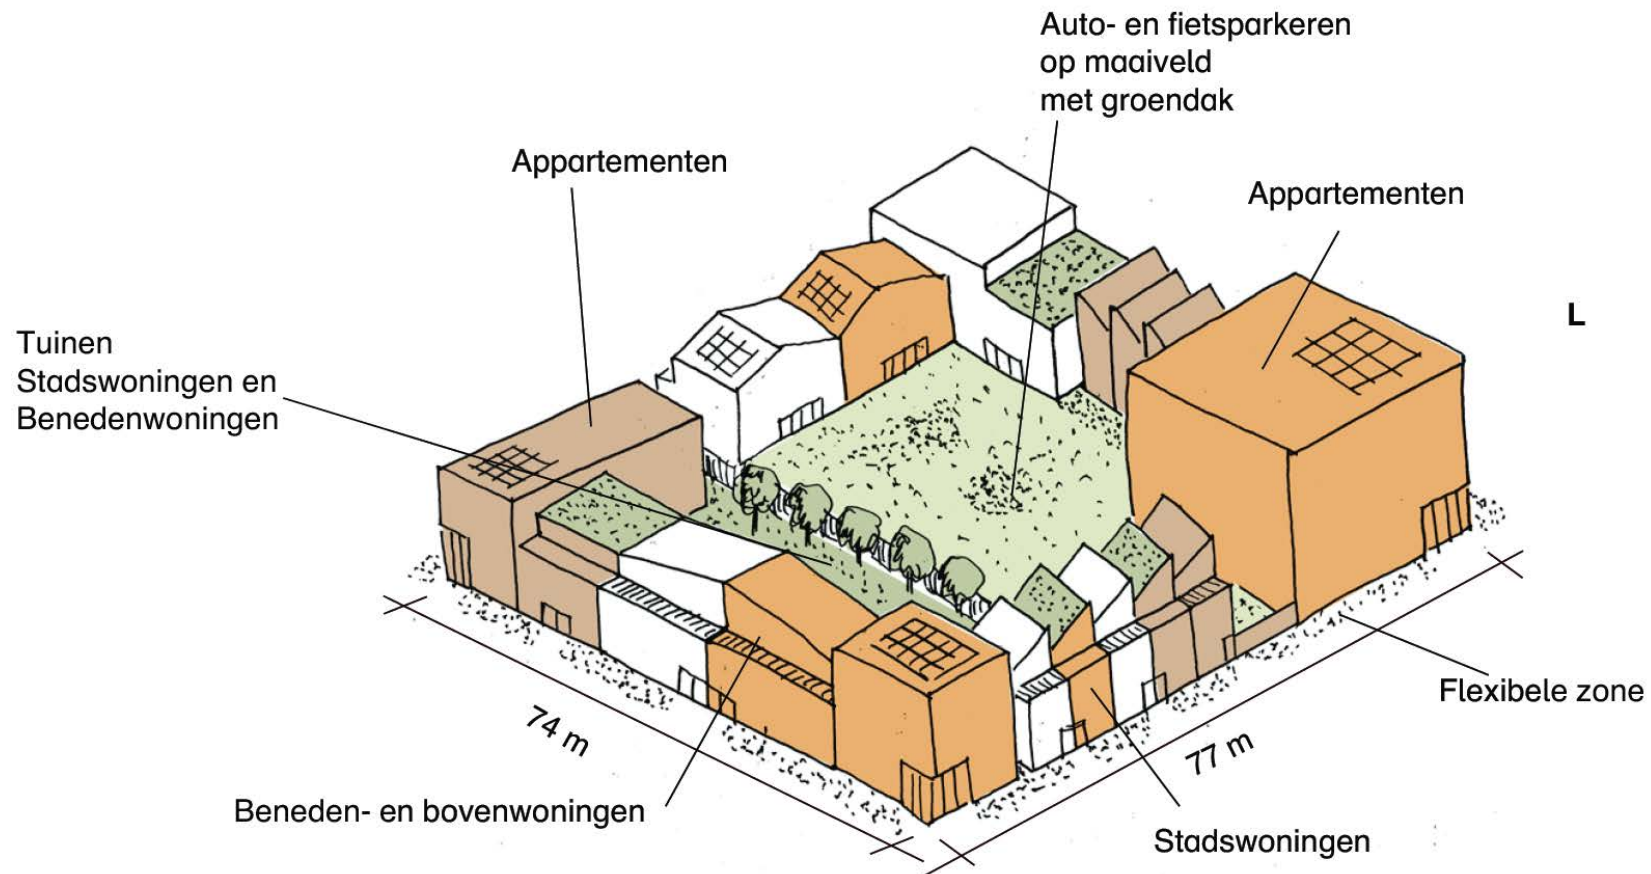 Auto- en fietsparkeren
op maaiveld
met groendak
Appartementen
Appartementen
L
Tuinen
Stadswoningen en
Benedenwoningen
Flexibele zone
74 m
77 m
Beneden- en bovenwoningen
Stadswoningen